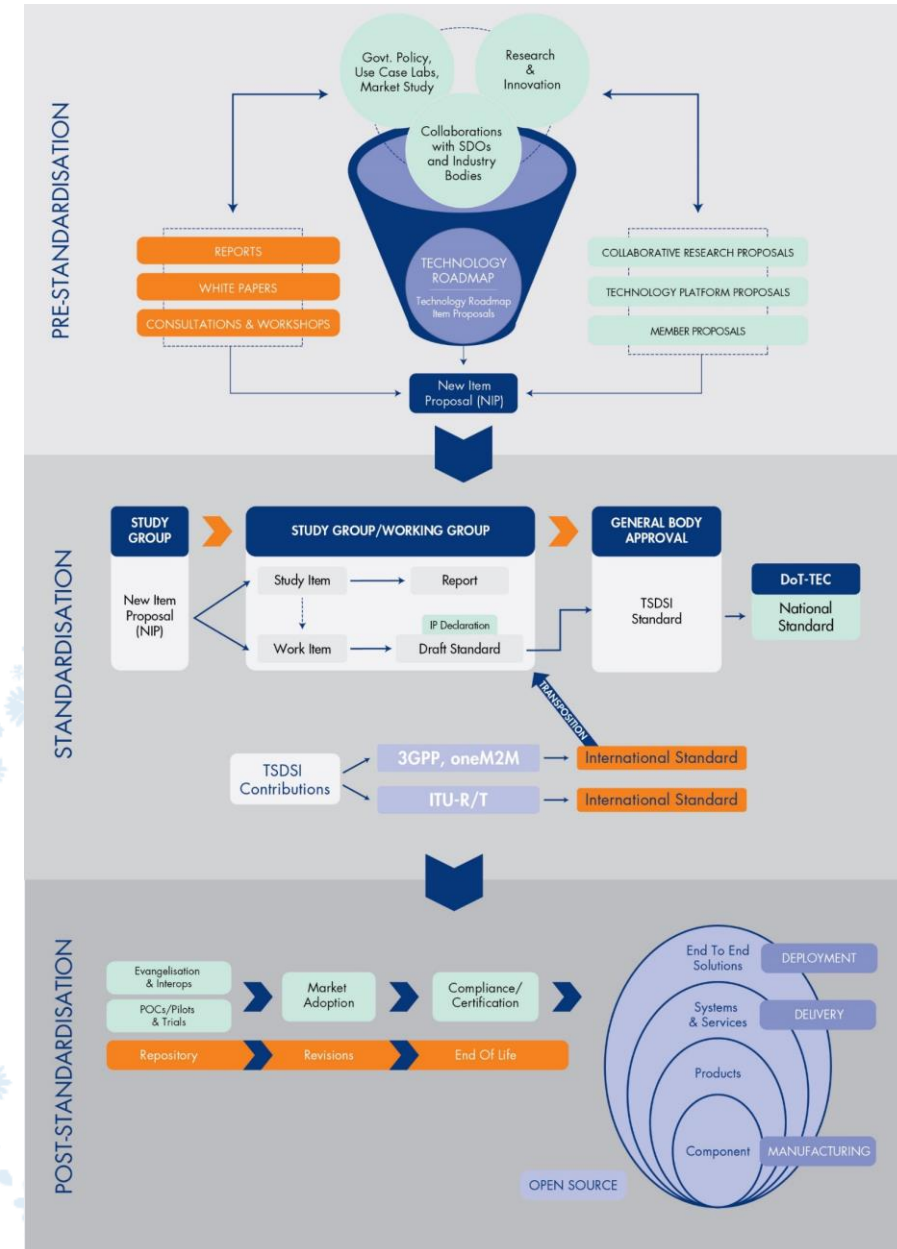 PRE-STANDARDISATION
Govt. Policy,
Use Case Labs,
Market Study
Research
&
Innovation
Collaborations
with SDOs
and Industry
Bodies
REPORTS
WHITE PAPERS
CONSULTATIONS & WORKSHOPS
TECHNOLOGY
ROADMAP
Technology Roadmap
Item Proposals
COLLABORATIVE RESEARCH PROPOSALS
TECHNOLOGY PLATFORM PROPOSALS
MEMBER PROPOSALS
New Item
Proposal (NIP)
STANDARDISATION
STUDY
GROUP
New Item
Proposal
(NIP)
STUDY GROUP/WORKING GROUP
Study Item
Report
IP Declaration
Work Item
Draft Standard
GENERAL BODY
APPROVAL
TSDSI
Standard
DoT-TEC
National
Standard
TRANSPOSITION
TSDSI
Contributions
3GPP, oneM2M
International Standard
ITU-R/T
International Standard
POST-STANDARDISATION
Evangelisation
& Interops
POCs/Pilots
& Trials
Market
Adoption
Compliance/
Certification
Repository
Revisions
End Of Life
End To End
Solutions
DEPLOYMENT
Systems
& Services
DELIVERY
Products
Component
MANUFACTURING
OPEN SOURCE